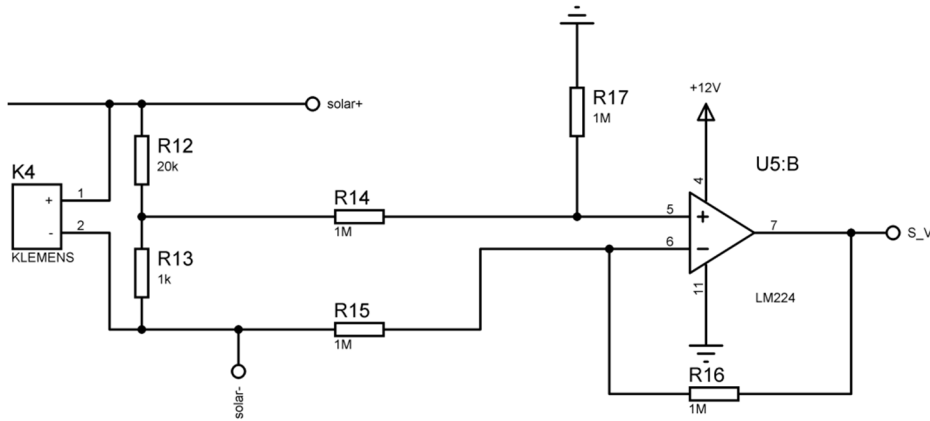 R17
1M
+12V
solar+
R12
20k
U5:B
K4
+
1
4
R14
1M
5
+
7
S_V
-
2
6
-
KLEMENS
R13
1k
11
LM224
R15
1M
R16
1M
solar-